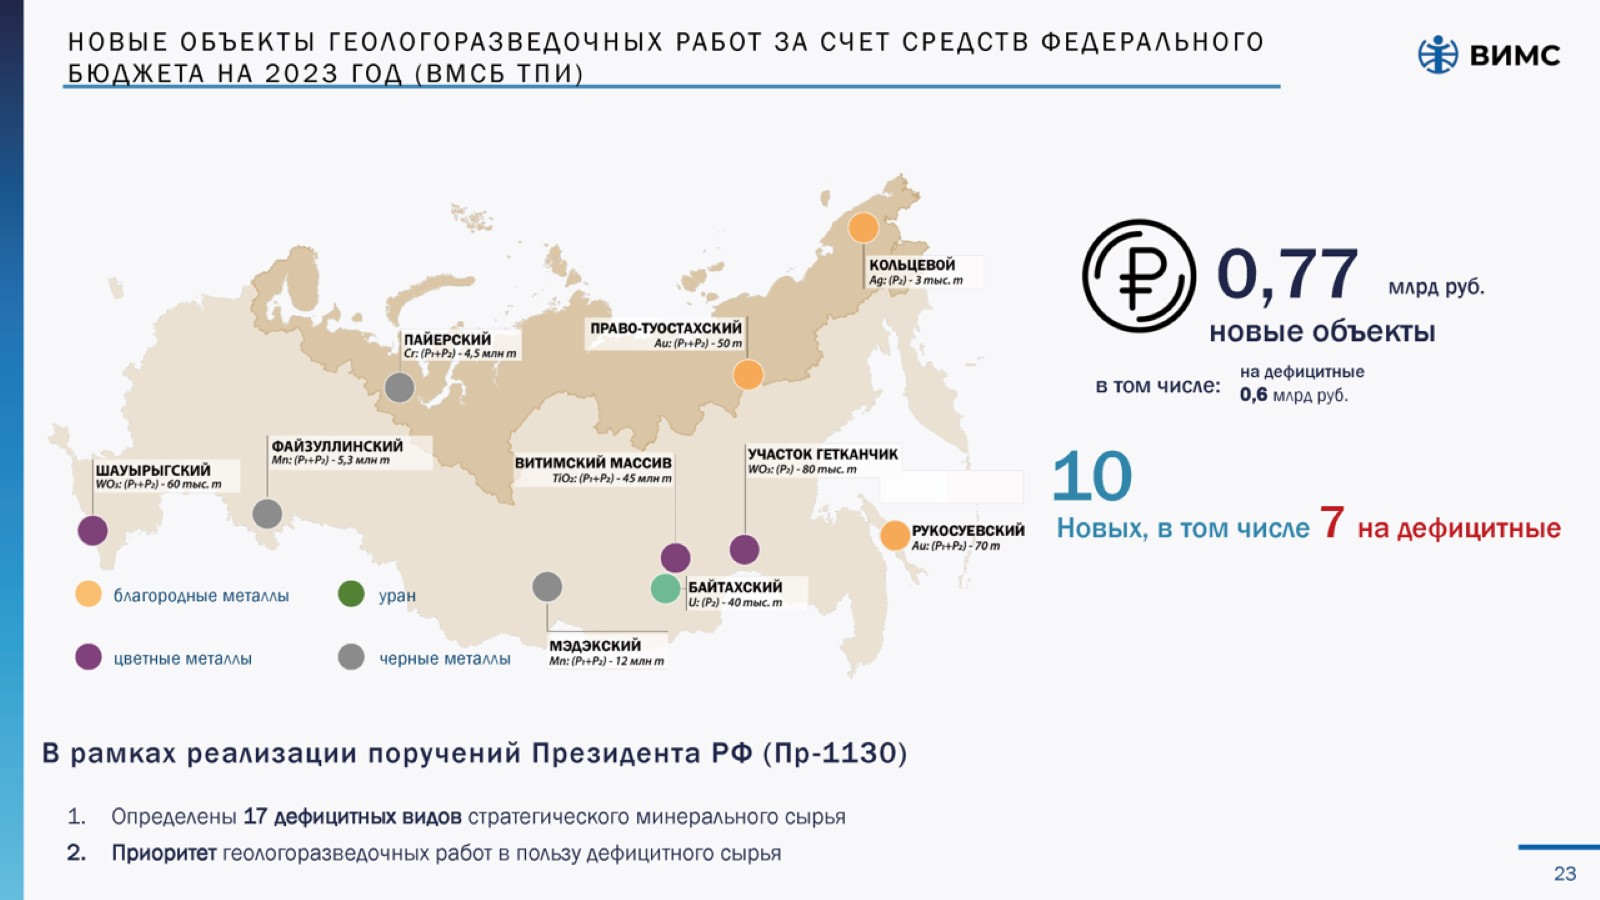 НОВЫЕ ОБЪЕКТЫ ГЕОЛОГОРАЗВЕДОЧНЫХ РАБОТ ЗА СЧЕТ СРЕДСТВ ФЕДЕРАЛЬНОГО
БЮДЖЕТА НА 2023 ГОД (ВМСБ ТПИ)
ВИМС
КОЛЬЦЕВОЙ
Ag: (P₂) - 3 тыс. т
ПРАВО-ТУОСТАХСКИЙ
Au: (P₁+P₂) - 50 т
ПАЙЕРСКИЙ
Cr: (P₁+P₂) - 4,5 млн т
ФАЙЗУЛЛИНСКИЙ
Mn: (P₁+P₂) - 5,3 млн т
ШАУЫРЫГСКИЙ
WO₃: (P₁+P₂) - 60 тыс. т
ВИТИМСКИЙ МАССИВ
TiO₂: (P₁+P₂) - 45 млн т
УЧАСТОК ГЕТКАНЧИК
WO₃: (P₂) - 80 тыс. т
РУКОСУЕВСКИЙ
Au: (P₁+P₂) - 70 т
БАЙТАХСКИЙ
U: (P₂) - 40 тыс. т
МЭДЭКСКИЙ
Mn: (P₁+P₂) - 12 млн т
благородные металлы
уран
цветные металлы
черные металлы
0,77 млрд руб.
новые объекты
в том числе:
на дефицитные
0,6 млрд руб.
10
Новых, в том числе 7 на дефицитные
В рамках реализации поручений Президента РФ (Пр-1130)
1. Определены 17 дефицитных видов стратегического минерального сырья
2. Приоритет геологоразведочных работ в пользу дефицитного сырья
23